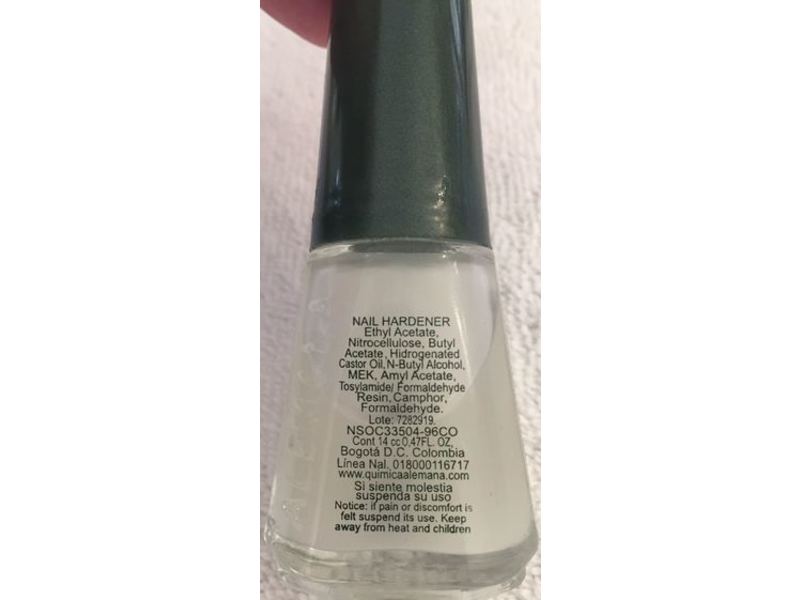 NAIL HARDENER
Ethyl Acetate,
Nitrocellulose, Butyl
Acetate, Hidrogenated
Castor Oil, N-Butyl Alcohol,
MEK, Amyl Acetate,
Tosylamide/ Formaldehyde
Resin, Camphor,
Formaldehyde.
Lote: 7282919.
NSOC33504-96CO
Cont 14 cc 0,47FL. OZ.
Bogotá D.C. Colombia
Línea Nal. 018000116717
www.quimicaalemana.com
Si siente molestia
suspenda su uso
Notice: if pain or discomfort is
felt suspend its use. Keep
away from heat and children